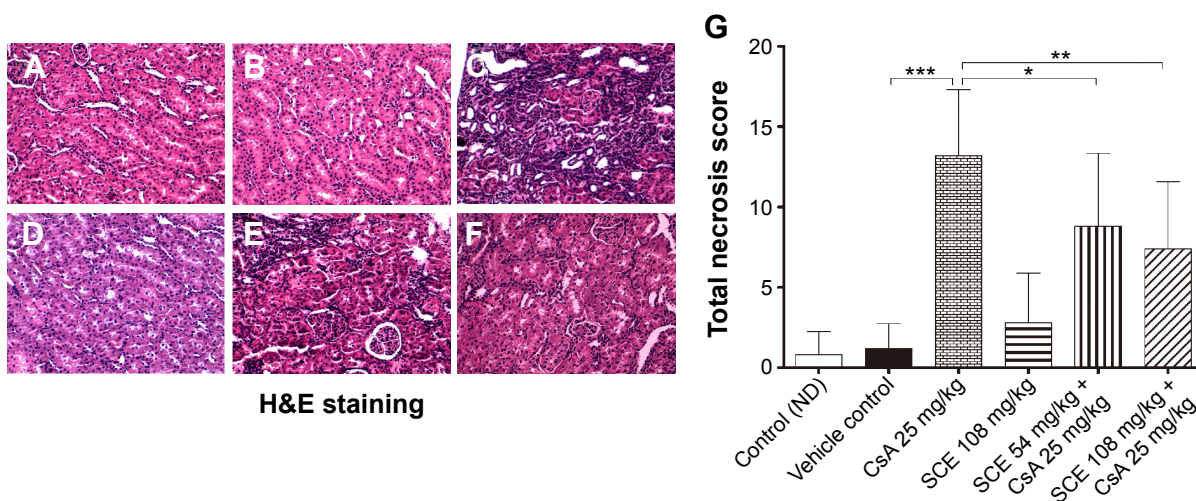 A
B
C
D
E
F
H&E staining
G
Total necrosis score
20
15
10
5
0
***
*
**
Control (ND)
Vehicle control
CsA 25 mg/kg
SCE 108 mg/kg
SCE 54 mg/kg +
CsA 25 mg/kg
SCE 108 mg/kg +
CsA 25 mg/kg